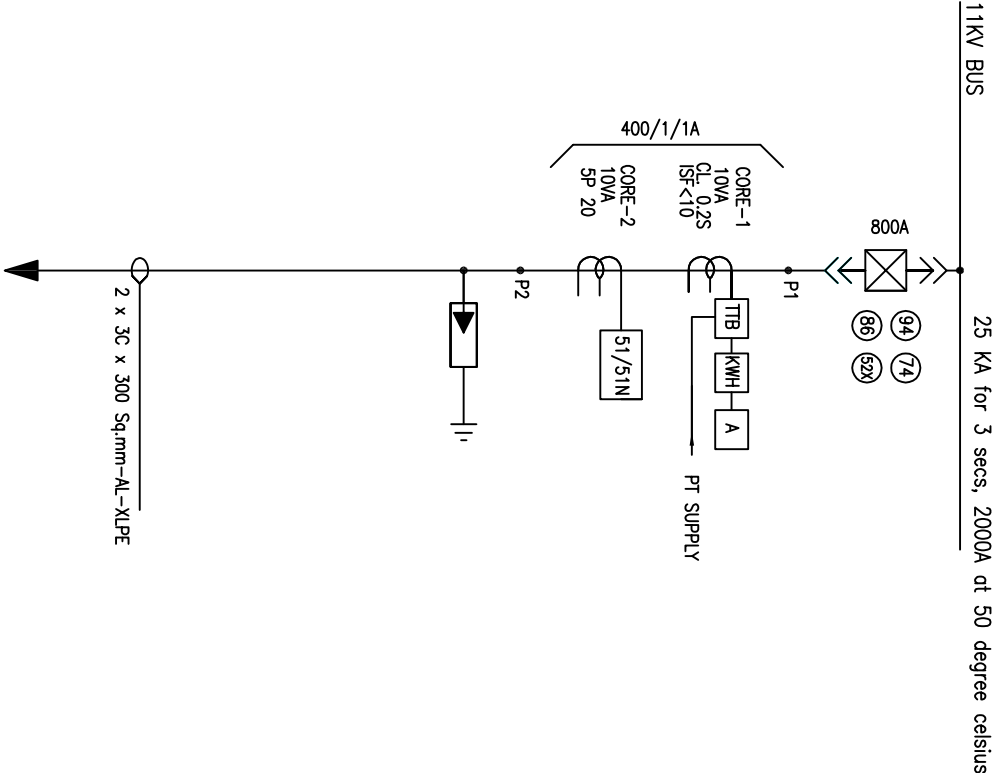 11KV BUS
25 KA for 3 secs, 2000A at 50 degree celsius
800A
94
74
86
52X
P1
400/1/1A
CORE-1
10VA
CL. 0.2S
ISF<10
TTB
KWH
A
PT SUPPLY
CORE-2
10VA
5P 20
51/51N
P2
2 x 3C x 300 Sq.mm-AL-XLPE